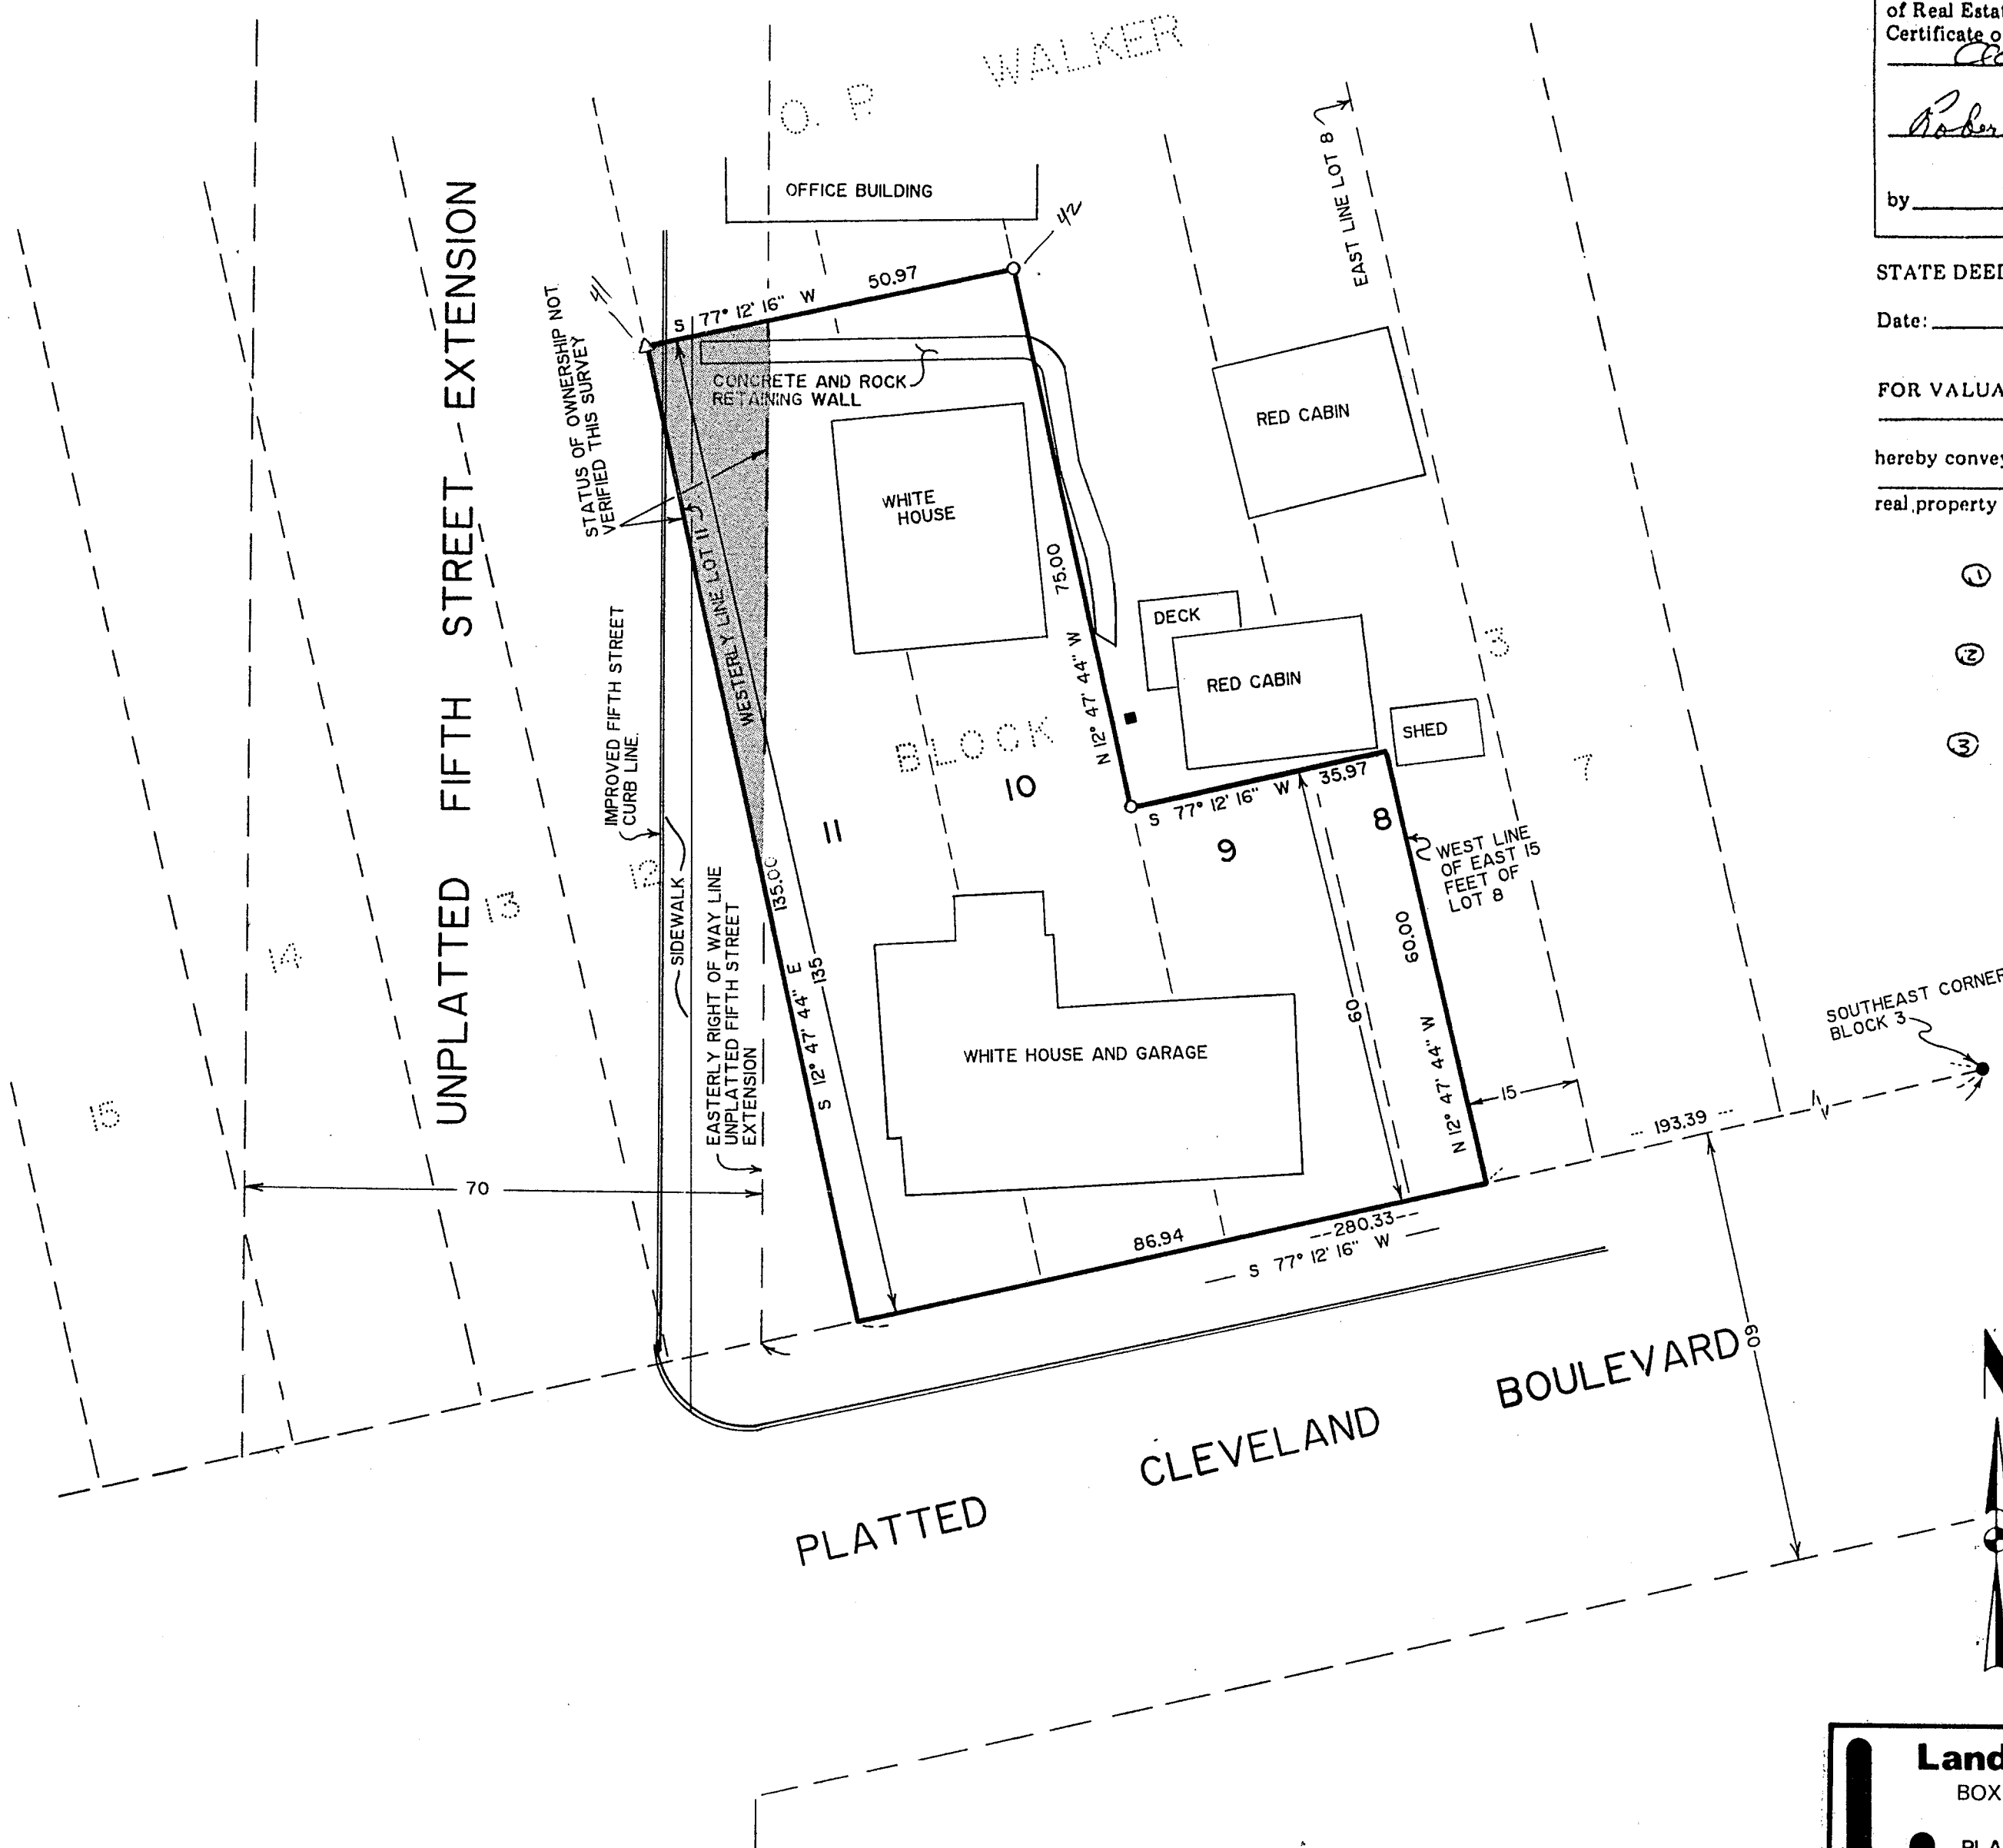 of Real Estat
Certificate o
by
STATE DEED
Date:
FOR VALUA
hereby convey
real property
1
2
3
O. P. WALKER
OFFICE BUILDING
42
41
EAST LINE LOT 8
S 77° 12' 16" W 50.97
UNPLATTED FIFTH STREET EXTENSION
STATUS OF OWNERSHIP NOT
VERIFIED THIS SURVEY
CONCRETE AND ROCK
RETAINING WALL
RED CABIN
WHITE
HOUSE
WESTERLY LINE LOT 11
75.00
N 12° 47' 44" W
DECK
RED CABIN
SHED
3
7
IMPROVED FIFTH STREET
CURB LINE.
BLOCK
10
11
S 77° 12' 16" W 35.97
9
8
WEST LINE
OF EAST 15
FEET OF
LOT 8
12
13
14
15
SIDEWALK
135.00
S 12° 47' 44" E
135
EASTERLY RIGHT OF WAY LINE
UNPLATTED FIFTH STREET
EXTENSION
WHITE HOUSE AND GARAGE
60
60.00
N 12° 47' 44" W
15
SOUTHEAST CORNER
BLOCK 3
193.39
70
86.94
280.33
S 77° 12' 16" W
60
PLATTED CLEVELAND BOULEVARD
N
Land
BOX